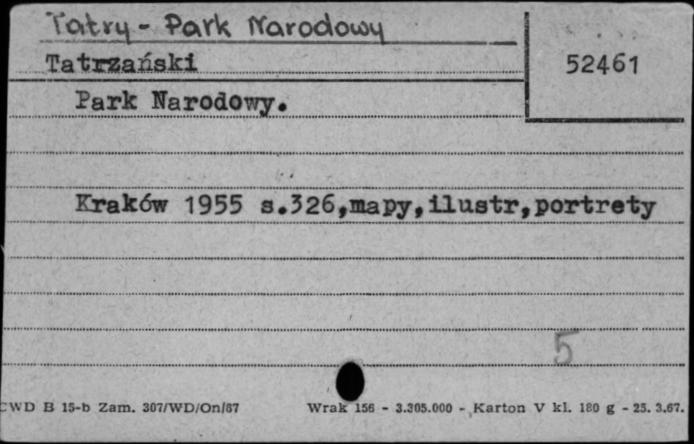 Tatry - Park Narodowy
Tatrzański
52461
Park Narodowy.
Kraków 1955 s.326,mapy,ilustr,portrety
5
CWD B 15-b Zam. 307/WD/On/67 Wrak 156 - 3.305.000 - Karton V kl. 180 g - 25. 3.67.